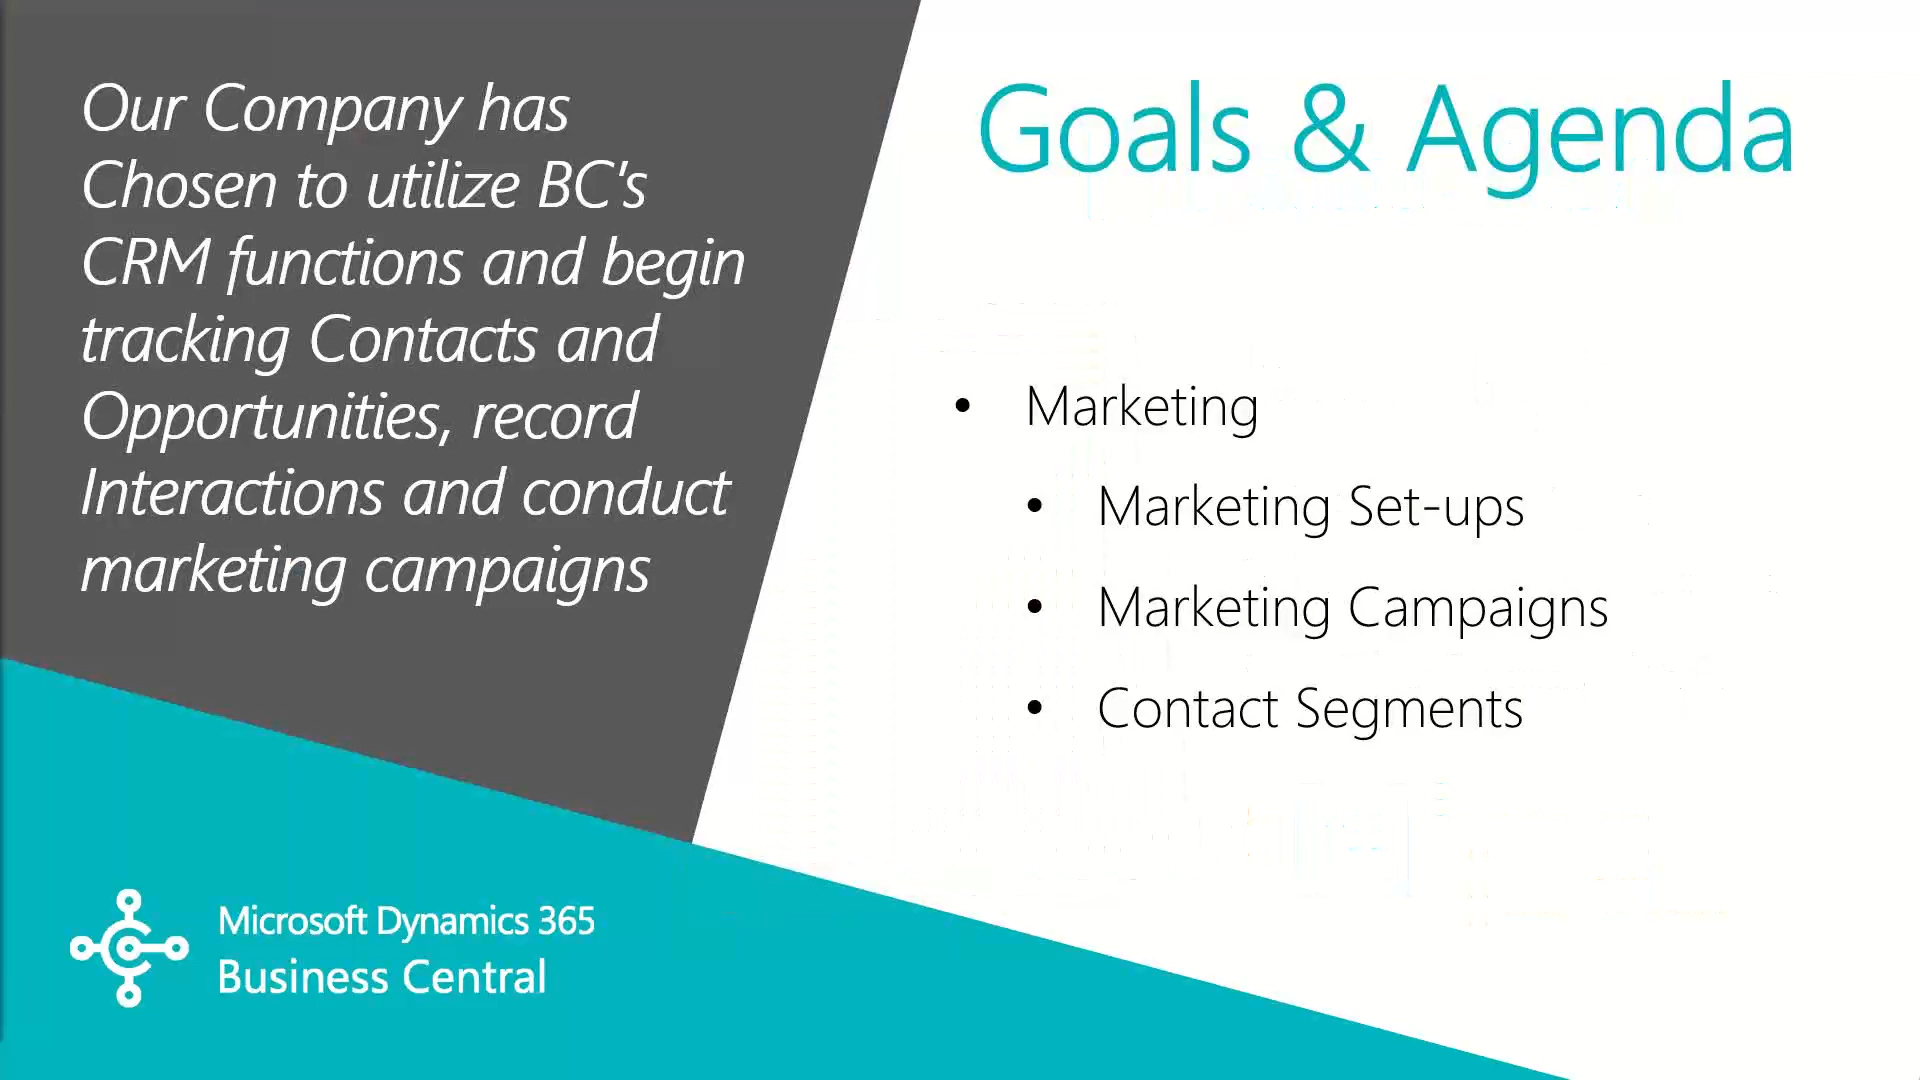 Our Company has
Chosen to utilize BC's
CRM functions and begin
tracking Contacts and
Opportunities, record
Interactions and conduct
marketing campaigns
Goals & Agenda
• Marketing
• Marketing Set-ups
• Marketing Campaigns
• Contact Segments
Microsoft Dynamics 365
Business Central